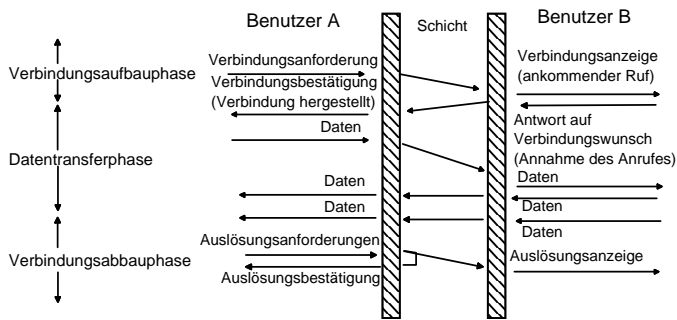 Benutzer A
Schicht
Benutzer B
Verbindungsaufbauphase
Verbindungsanforderung
Verbindungsbestätigung
(Verbindung hergestellt)
Verbindungsanzeige
(ankommender Ruf)
Antwort auf
Verbindungswunsch
(Annahme des Anrufes)
Datentransferphase
Daten
Daten
Daten
Daten
Daten
Daten
Verbindungsabbauphase
Auslösungsanforderungen
Auslösungsbestätigung
Auslösungsanzeige